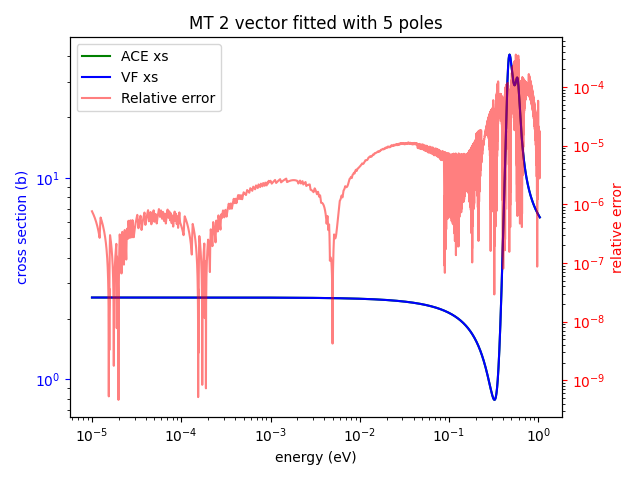 MT 2 vector fitted with 5 poles
ACE xs
VF xs
Relative error
cross section (b)
10¹
10⁰
10⁻⁴
10⁻⁵
10⁻⁶
10⁻⁷
10⁻⁸
10⁻⁹
relative error
10⁻⁵ 10⁻⁴ 10⁻³ 10⁻² 10⁻¹ 10⁰
energy (eV)